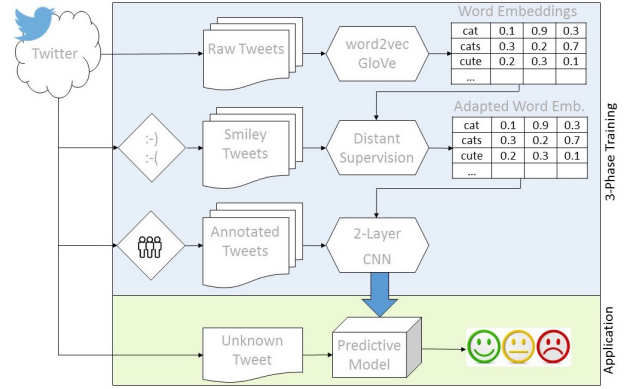 Word Embeddings
Twitter
Raw Tweets
word2vec
GloVe
cat 0.1 0.9 0.3
cats 0.3 0.2 0.7
cute 0.2 0.3 0.1
...
Adapted Word Emb.
:-)
:-(
Smiley
Tweets
Distant
Supervision
cat 0.1 0.9 0.3
cats 0.3 0.2 0.7
cute 0.2 0.3 0.1
...
3-Phase Training
Annotated
Tweets
2-Layer
CNN
Unknown
Tweet
Predictive
Model
Application